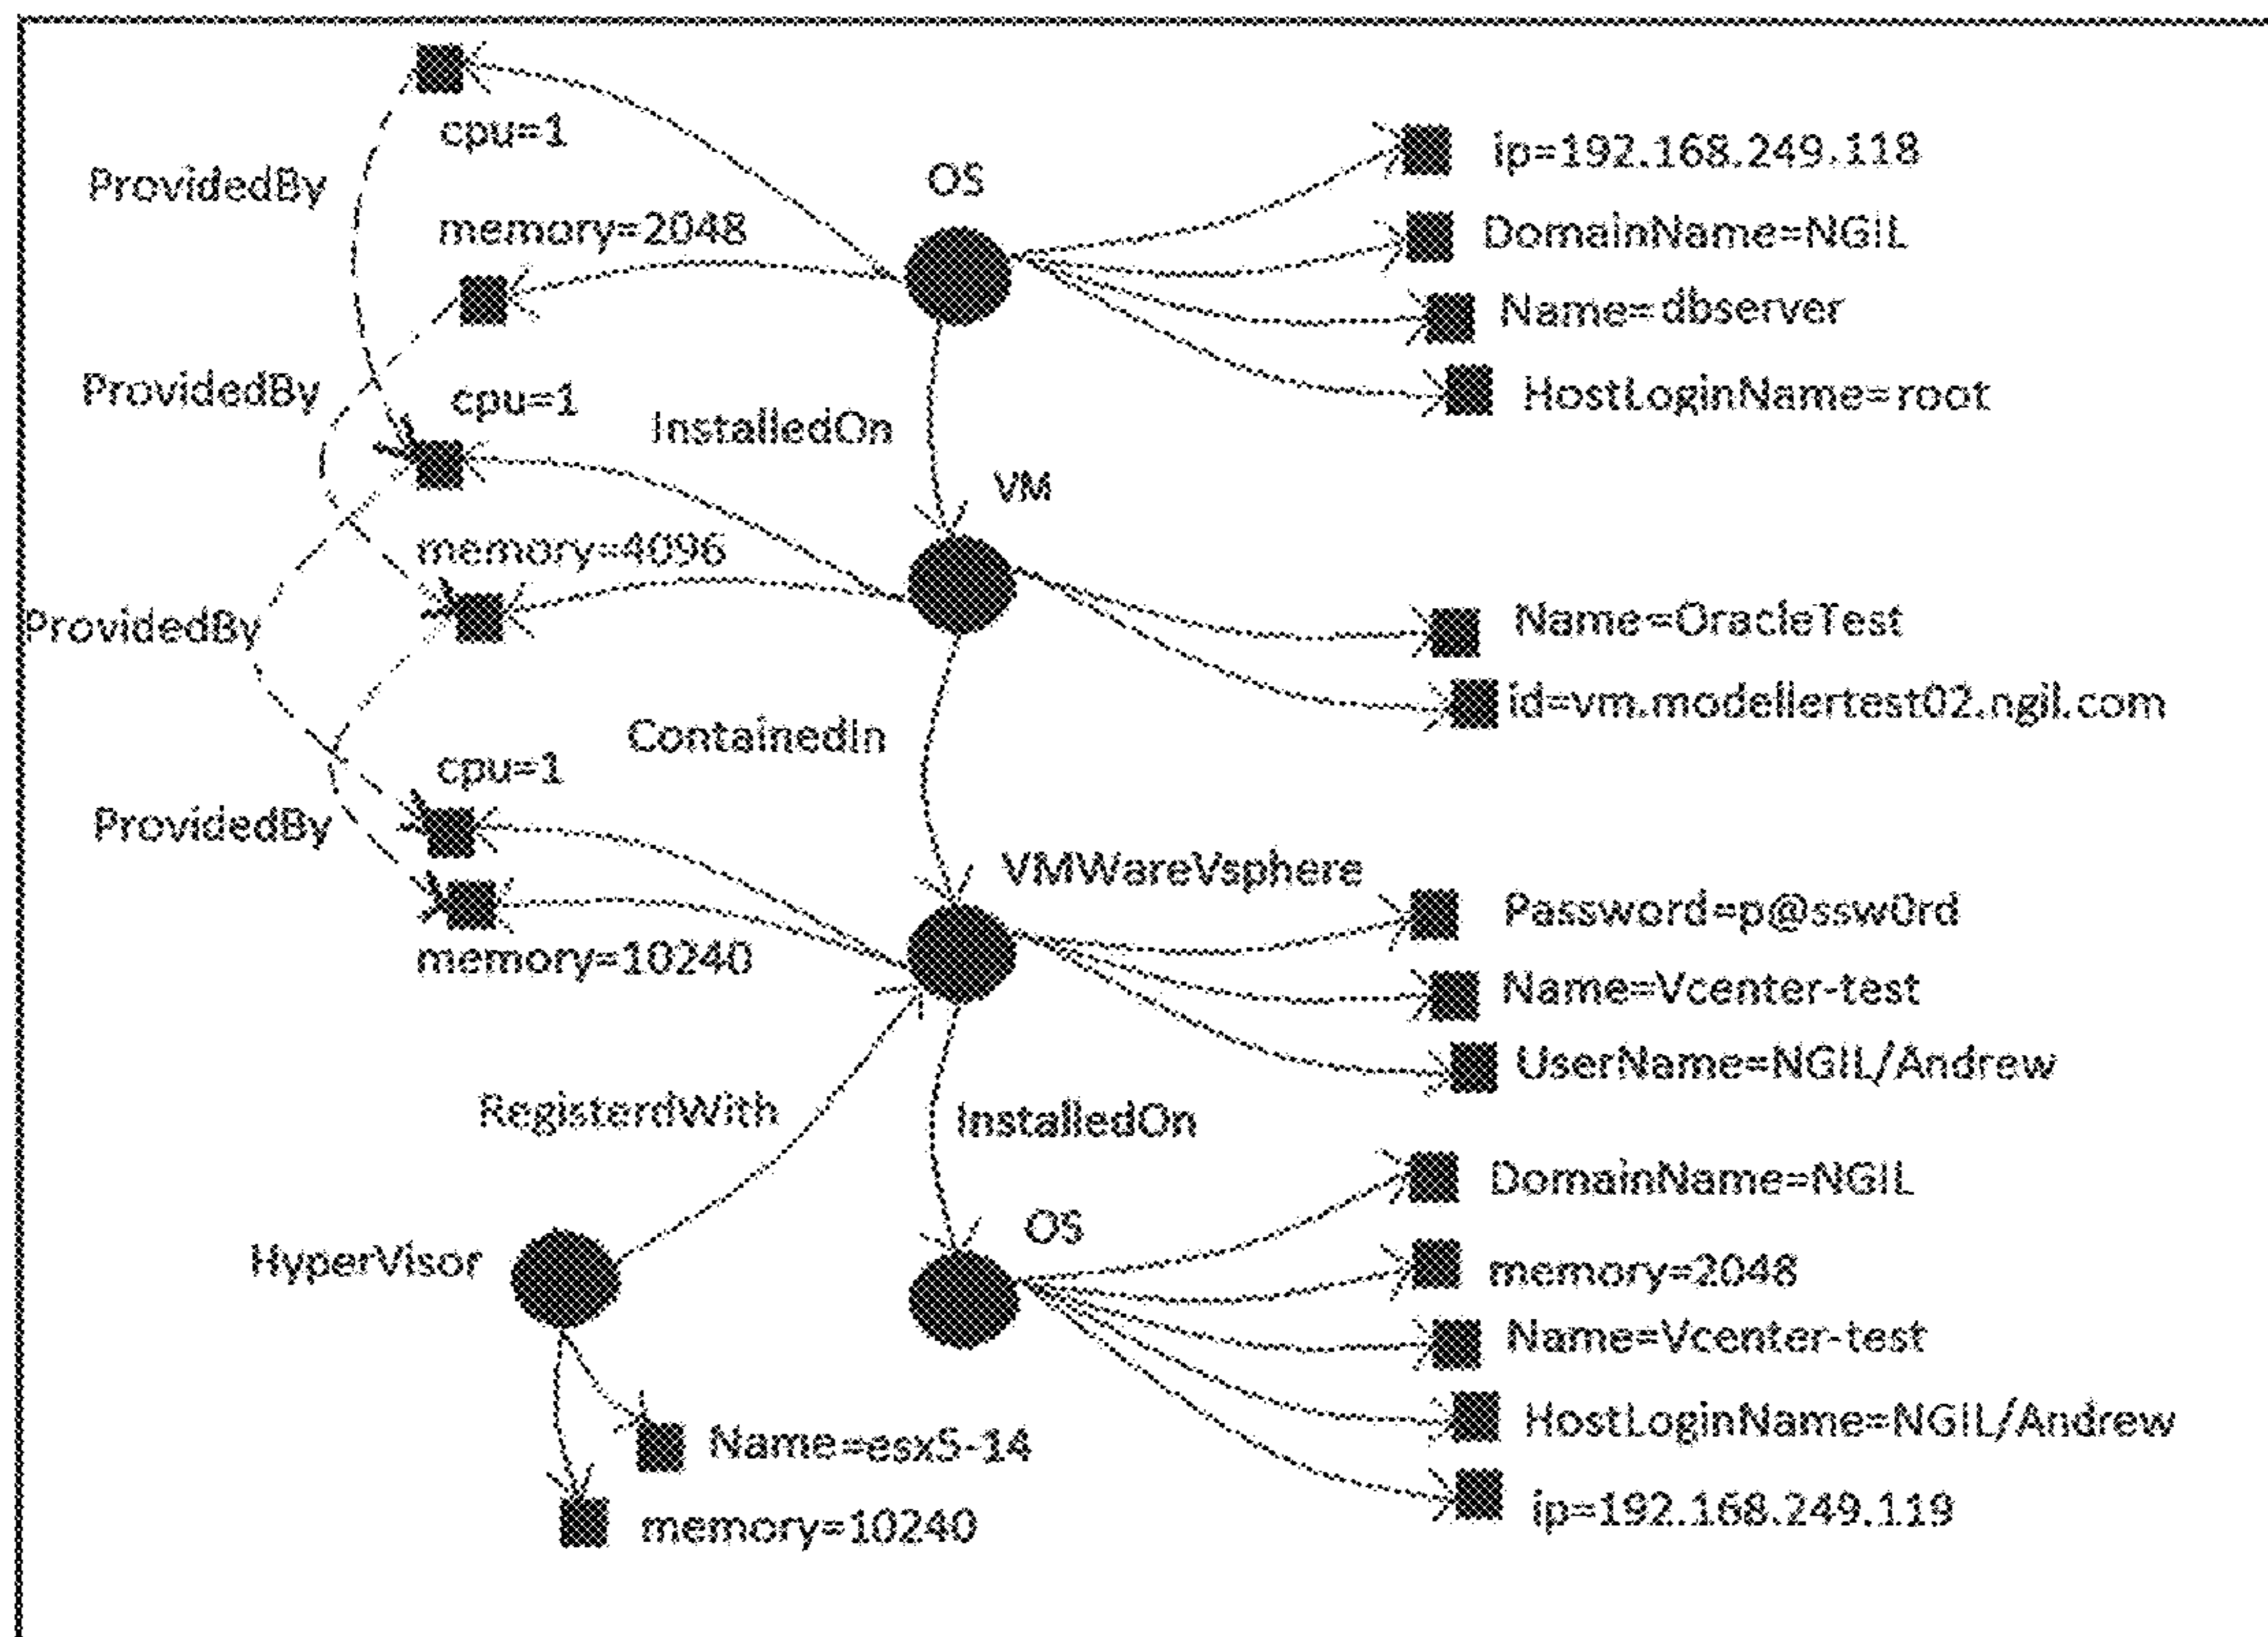 cpu=1
ProvidedBy
OS
ip=192.168.249.118
memory=2048
DomainName=NGIL
Name=dbserver
ProvidedBy
cpu=1
InstalledOn
HostLoginName=root
VM
memory=4096
ProvidedBy
Name=OracleTest
id=vm.modellertest02.ngil.com
ContainedIn
cpu=1
ProvidedBy
VMWareVsphere
Password=p@ssw0rd
memory=10240
Name=Vcenter-test
UserName=NGIL/Andrew
RegisterdWith
InstalledOn
DomainName=NGIL
OS
HyperVisor
memory=2048
Name=Vcenter-test
HostLoginName=NGIL/Andrew
Name=esx5-14
ip=192.168.249.119
memory=10240